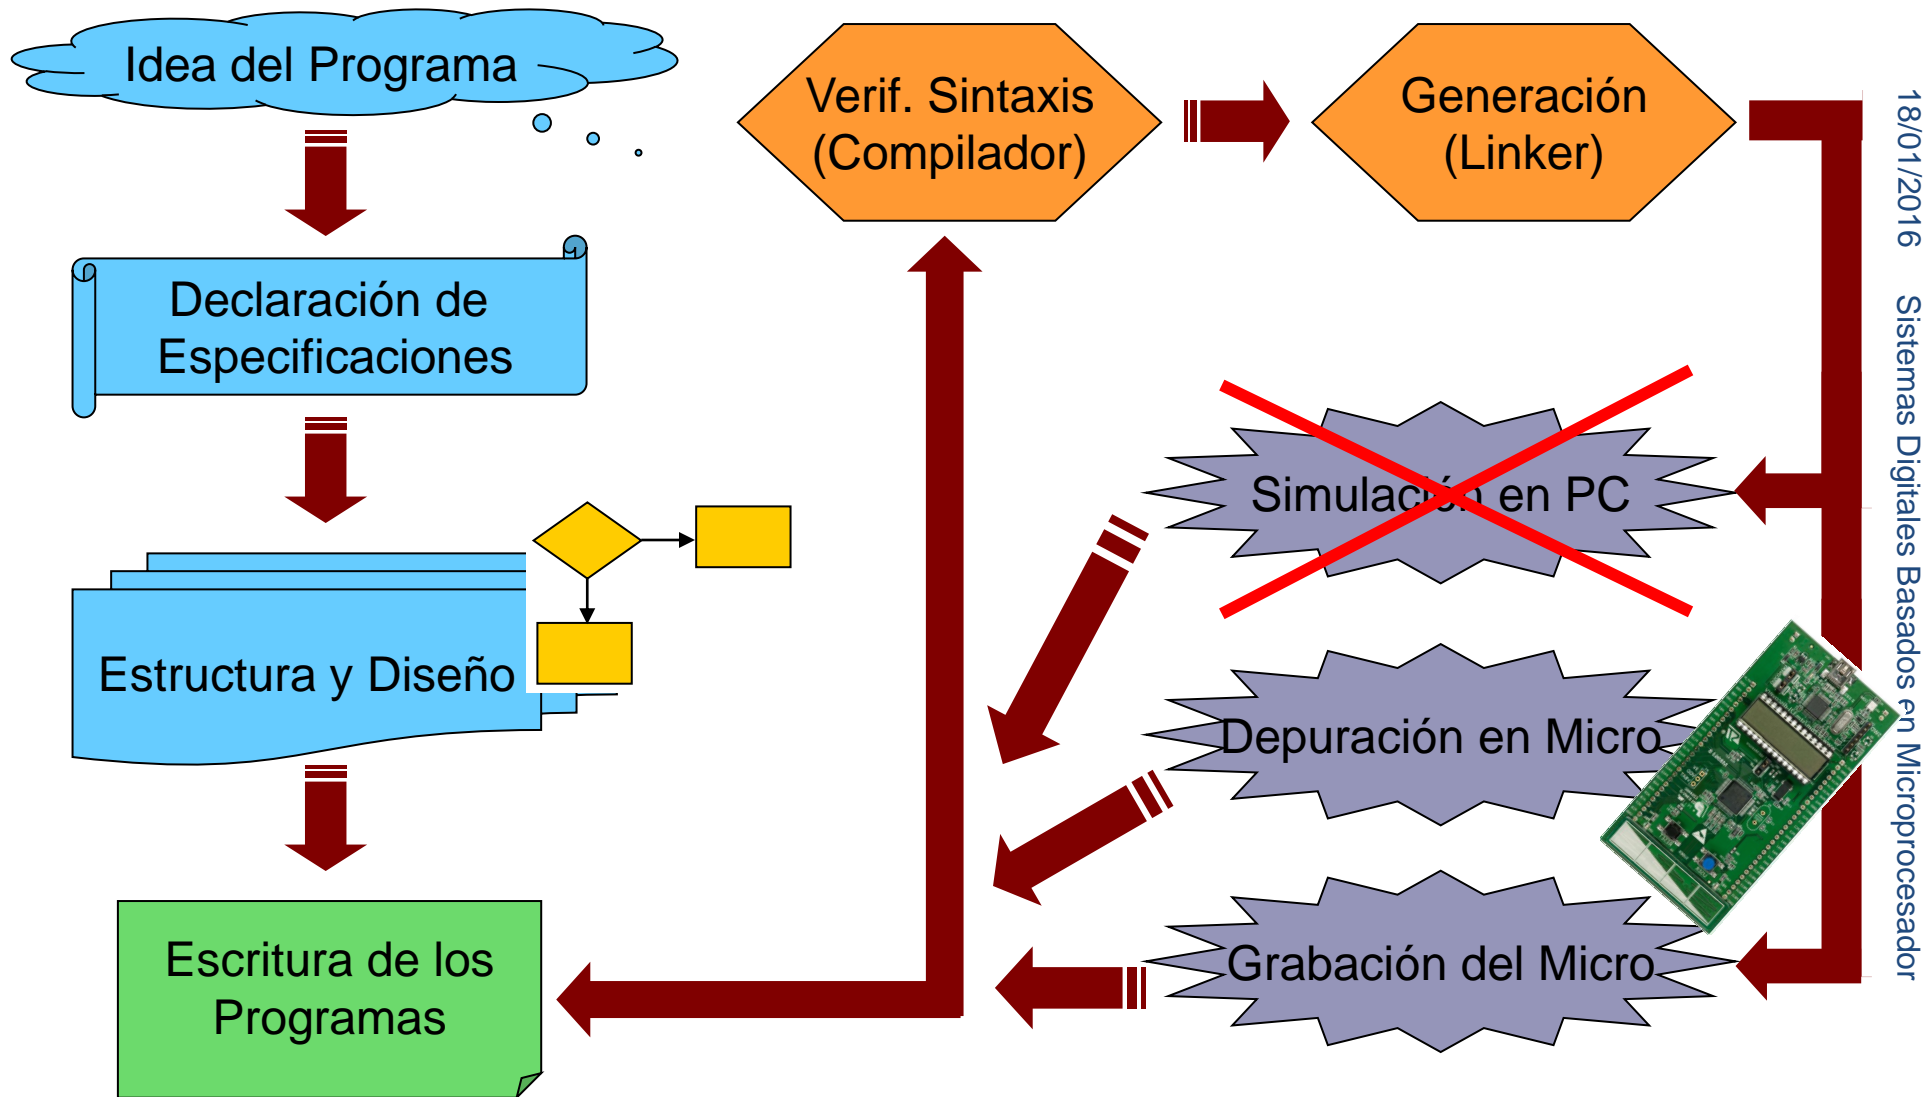 Idea del Programa
Declaración de
Especificaciones
Estructura y Diseño
Escritura de los
Programas
Verif. Sintaxis
(Compilador)
Generación
(Linker)
Simulación en PC
Depuración en Micro
Grabación del Micro
18/01/2016 Sistemas Digitales Basados en Microprocesador